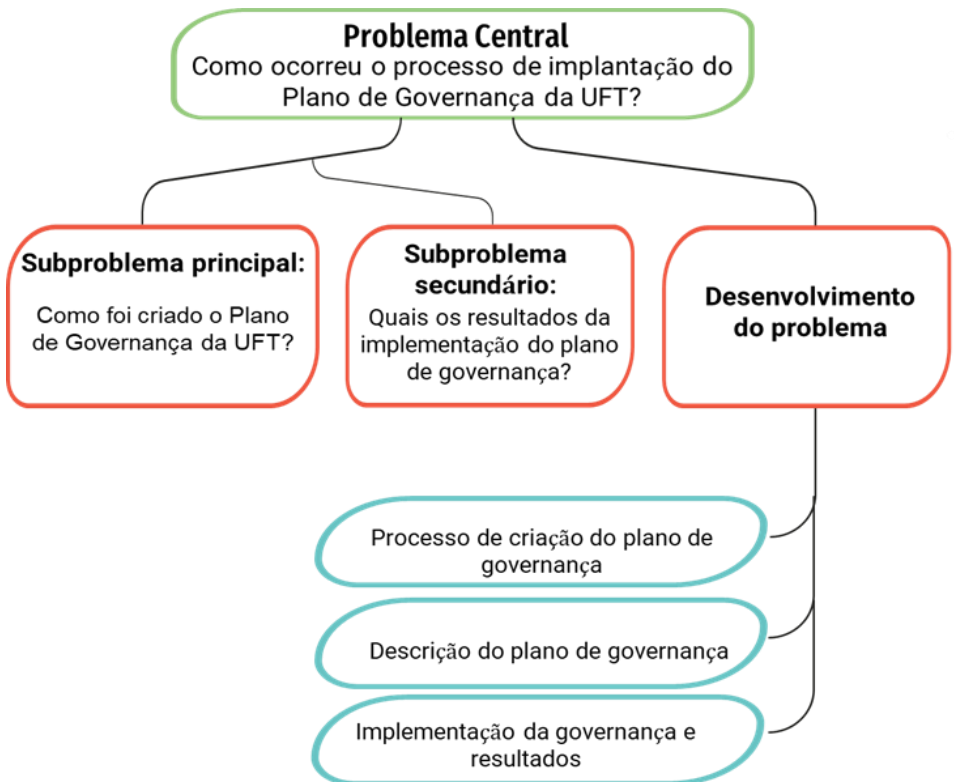 Problema Central
Como ocorreu o processo de implantação do
Plano de Governança da UFT?
Subproblema principal:
Como foi criado o Plano
de Governança da UFT?
Subproblema
secundário:
Quais os resultados da
implementação do plano
de governança?
Desenvolvimento
do problema
Processo de criação do plano de
governança
Descrição do plano de governança
Implementação da governança e
resultados